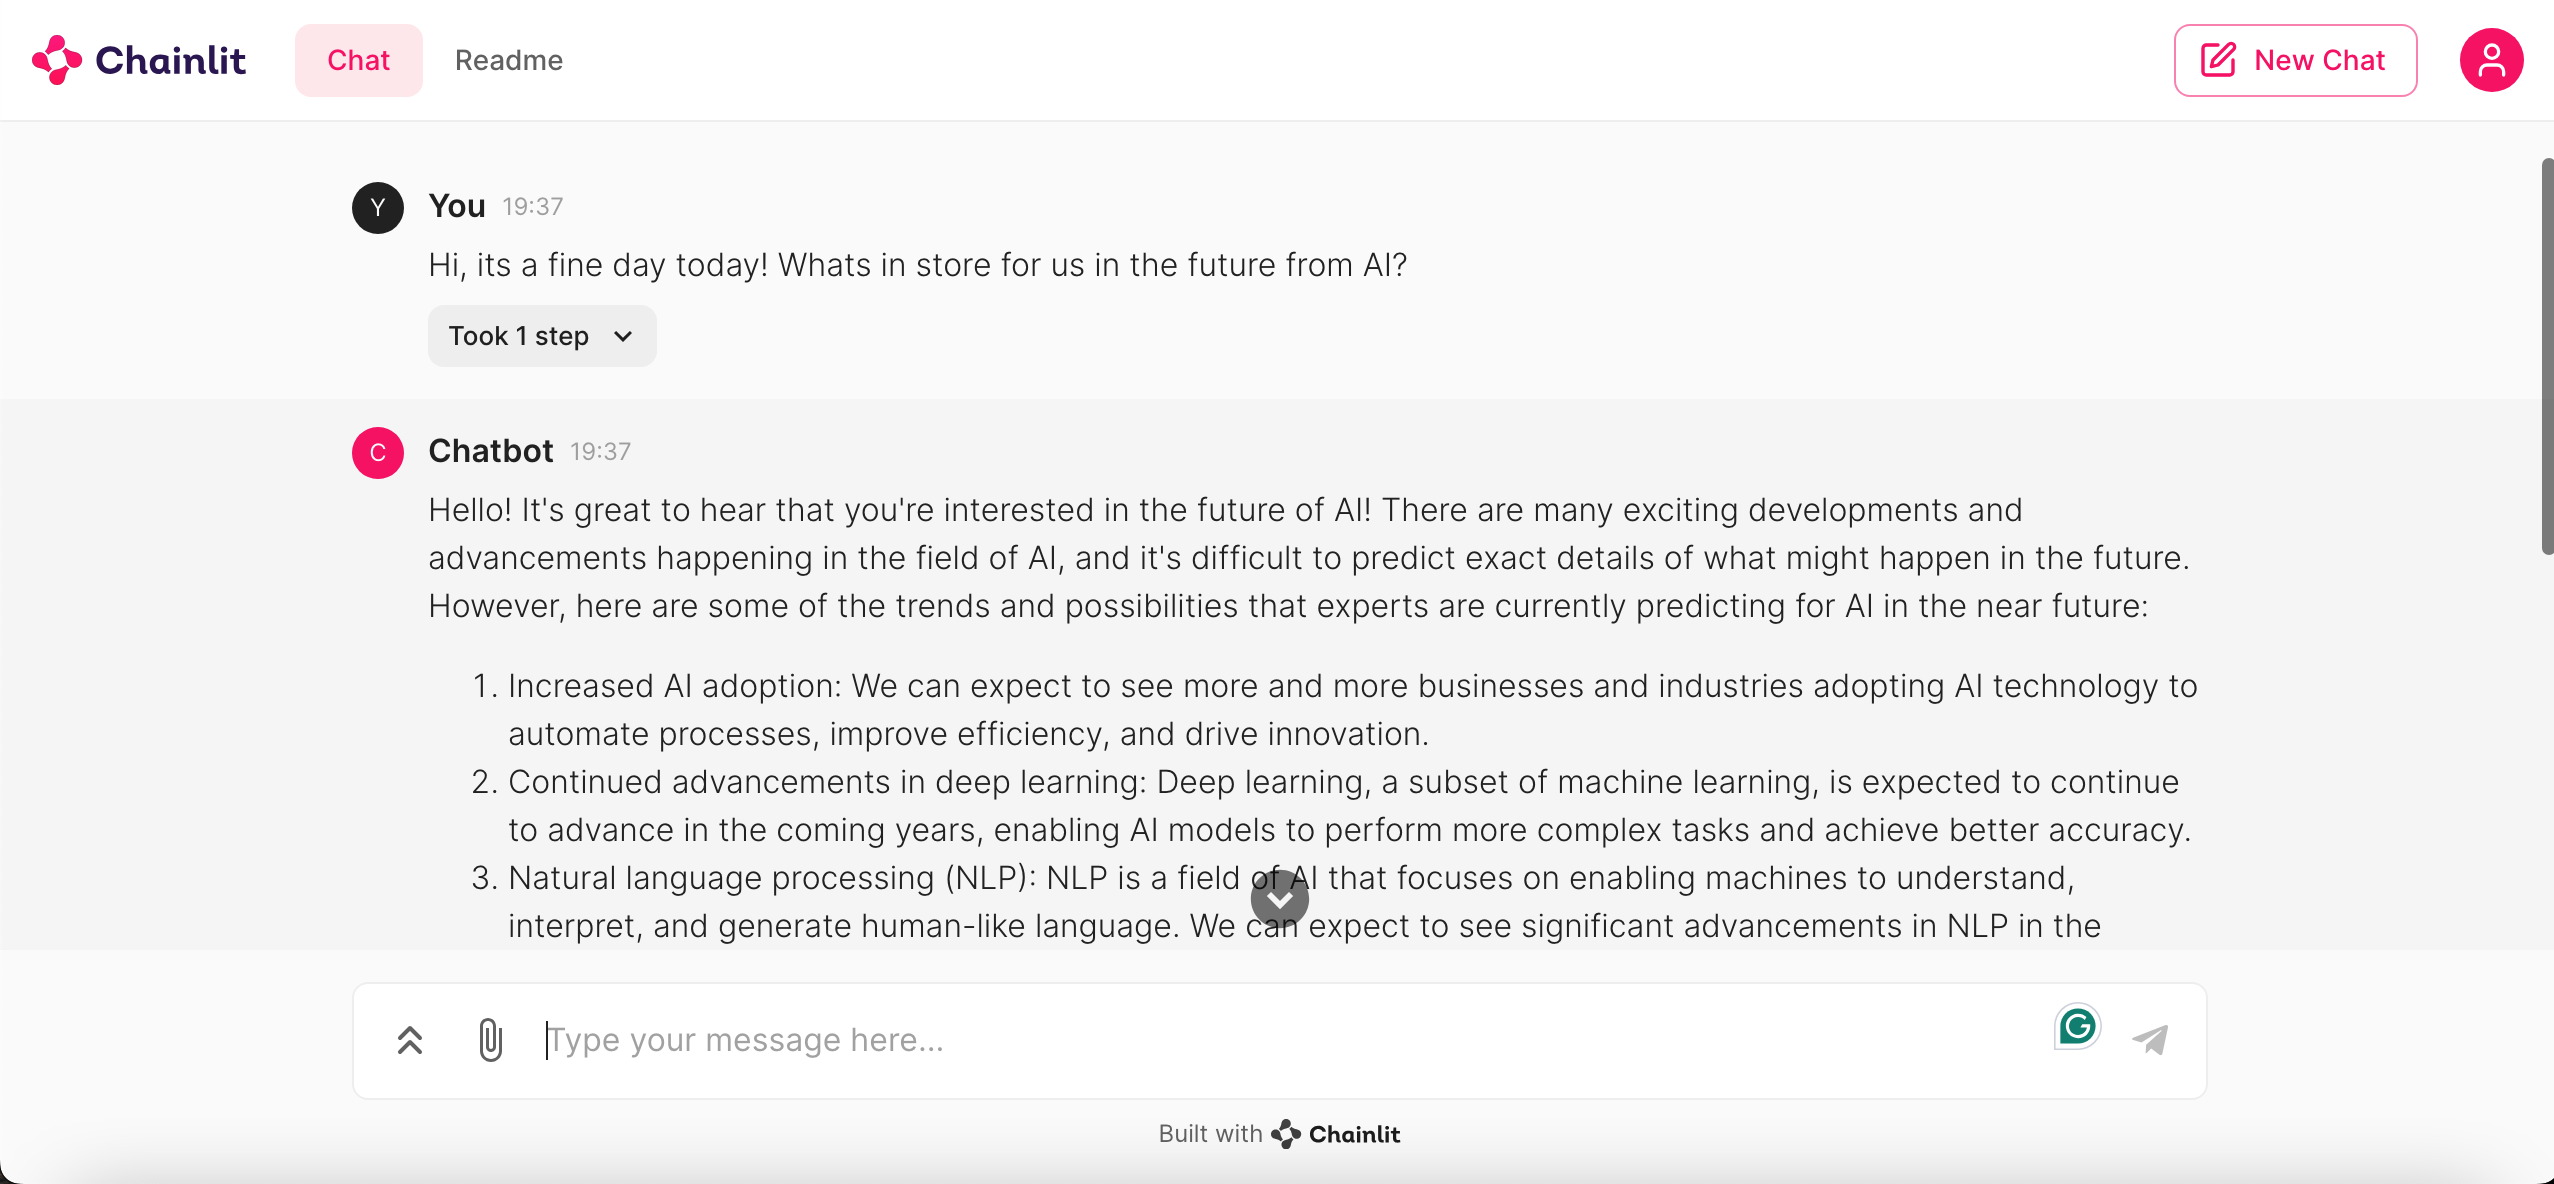 Chainlit
Chat
Readme
New Chat
Y
You 19:37
Hi, its a fine day today! Whats in store for us in the future from AI?
Took 1 step
C
Chatbot 19:37
Hello! It's great to hear that you're interested in the future of AI! There are many exciting developments and
advancements happening in the field of AI, and it's difficult to predict exact details of what might happen in the future.
However, here are some of the trends and possibilities that experts are currently predicting for AI in the near future:
1. Increased AI adoption: We can expect to see more and more businesses and industries adopting AI technology to
automate processes, improve efficiency, and drive innovation.
2. Continued advancements in deep learning: Deep learning, a subset of machine learning, is expected to continue
to advance in the coming years, enabling AI models to perform more complex tasks and achieve better accuracy.
3. Natural language processing (NLP): NLP is a field of AI that focuses on enabling machines to understand,
interpret, and generate human-like language. We can expect to see significant advancements in NLP in the
Type your message here...
G
Built with Chainlit